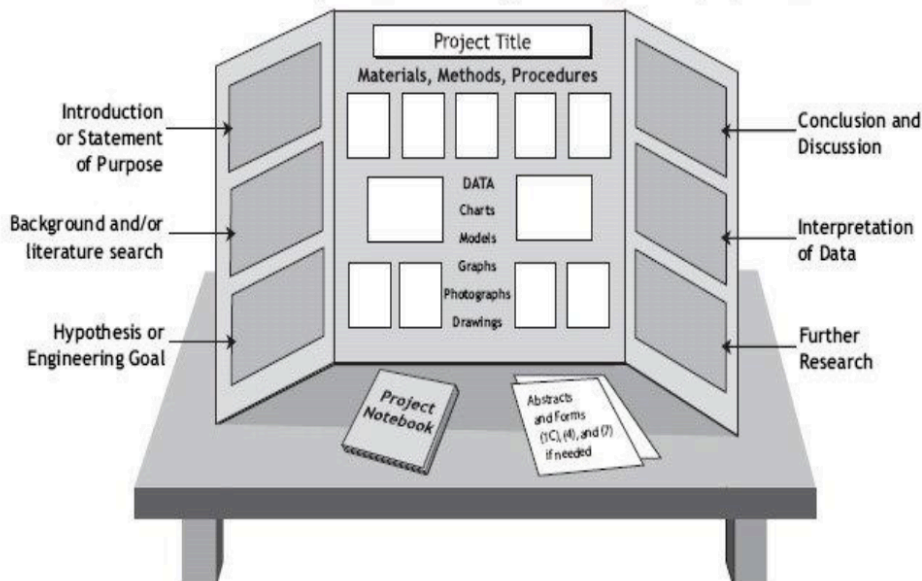 Project Title
Materials, Methods, Procedures
Introduction
or Statement
of Purpose
Background and/or
literature search
Hypothesis or
Engineering Goal
DATA
Charts
Models
Graphs
Photographs
Drawings
Conclusion and
Discussion
Interpretation
of Data
Further
Research
Project
Notebook
Abstracts
and Forms
(1C), (4), and (7)
if needed